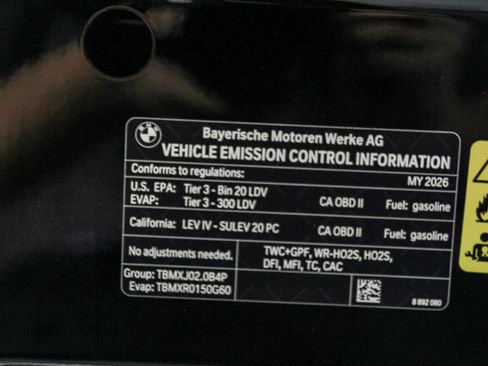 BMW
Bayerische Motoren Werke AG
VEHICLE EMISSION CONTROL INFORMATION
Conforms to regulations: MY 2026
U.S. EPA: Tier 3 - Bin 20 LDV CA OBD II Fuel: gasoline
EVAP: Tier 3 - 300 LDV
California: LEV IV - SULEV 20 PC CA OBD II Fuel: gasoline
No adjustments needed. TWC+GPF, WR-HO2S, HO2S,
DFI, MFI, TC, CAC
Group: TBMXJ02.0B4P
Evap: TBMXR0150G60
8 892 080